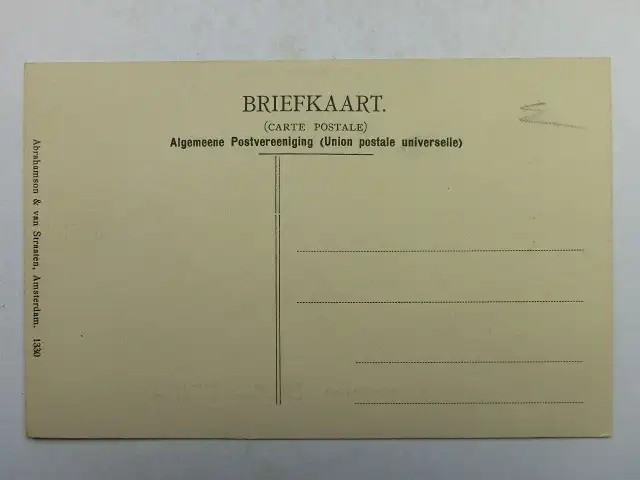 BRIEFKAART.
(CARTE POSTALE)
Algemeene Postvereeniging (Union postale universelle)
Abrahamson & van Straaten, Amsterdam. 1330